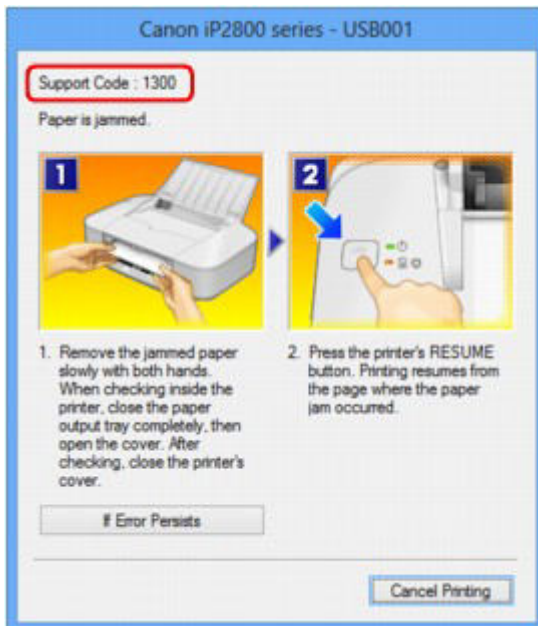 Canon iP2800 series - USB001
Support Code : 1300
Paper is jammed.
1
2
1. Remove the jammed paper
slowly with both hands.
When checking inside the
printer, close the paper
output tray completely, then
open the cover. After
checking, close the printer's
cover.
2. Press the printer's RESUME
button. Printing resumes from
the page where the paper
jam occurred.
If Error Persists
Cancel Printing